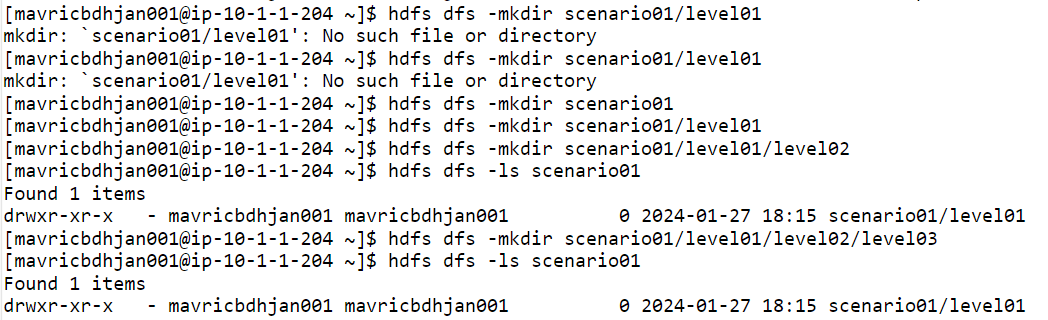 [mavricbdhjan001@ip-10-1-1-204 ~]$ hdfs dfs -mkdir scenario01/level01
mkdir: `scenario01/level01': No such file or directory
[mavricbdhjan001@ip-10-1-1-204 ~]$ hdfs dfs -mkdir scenario01/level01
mkdir: `scenario01/level01': No such file or directory
[mavricbdhjan001@ip-10-1-1-204 ~]$ hdfs dfs -mkdir scenario01
[mavricbdhjan001@ip-10-1-1-204 ~]$ hdfs dfs -mkdir scenario01/level01
[mavricbdhjan001@ip-10-1-1-204 ~]$ hdfs dfs -mkdir scenario01/level01/level02
[mavricbdhjan001@ip-10-1-1-204 ~]$ hdfs dfs -ls scenario01
Found 1 items
drwxr-xr-x   - mavricbdhjan001 mavricbdhjan001          0 2024-01-27 18:15 scenario01/level01
[mavricbdhjan001@ip-10-1-1-204 ~]$ hdfs dfs -mkdir scenario01/level01/level02/level03
[mavricbdhjan001@ip-10-1-1-204 ~]$ hdfs dfs -ls scenario01
Found 1 items
drwxr-xr-x   - mavricbdhjan001 mavricbdhjan001          0 2024-01-27 18:15 scenario01/level01